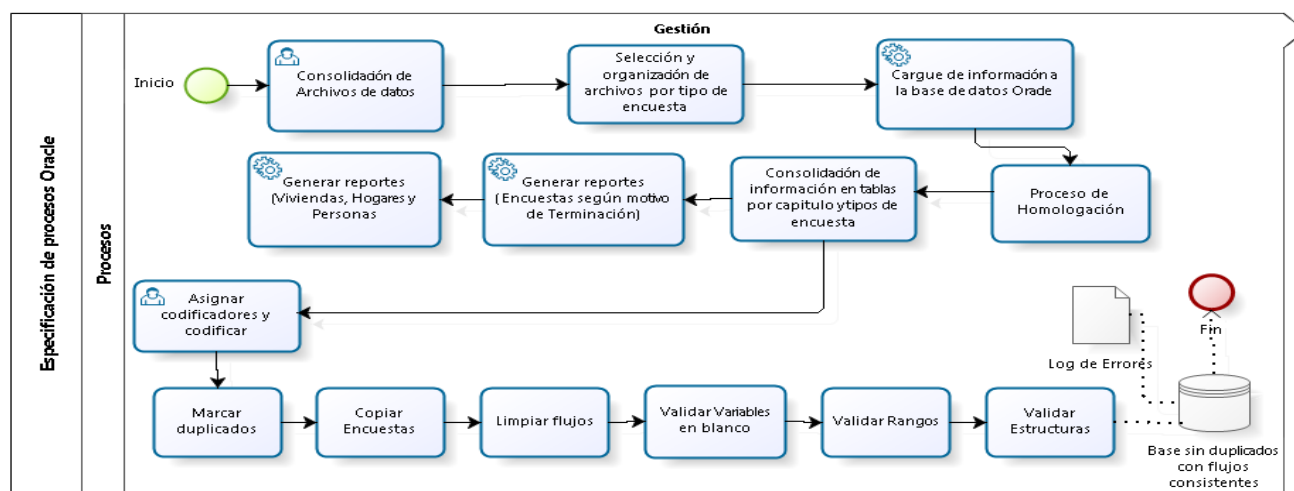 Especificación de procesos Oracle
Procesos
Gestión
Inicio
Consolidación de
Archivos de datos
Selección y
organización de
archivos por tipo de
encuesta
Cargue de información a
la base de datos Orade
Generar reportes
(Viviendas, Hogares y
Personas
Generar reportes
(Encuestas según motivo
de Terminación)
Consolidación de
información en tablas
por capitulo ytipos de
encuesta
Proceso de
Homologación
Asignar
codificadores y
codificar
Log de Errores
Fin
Marcar
duplicados
Copiar
Encuestas
Limpiar flujos
Validar Variables
en blanco
Validar Rangos
Validar
Estructuras
Base sin duplicados
con flujos
consistentes